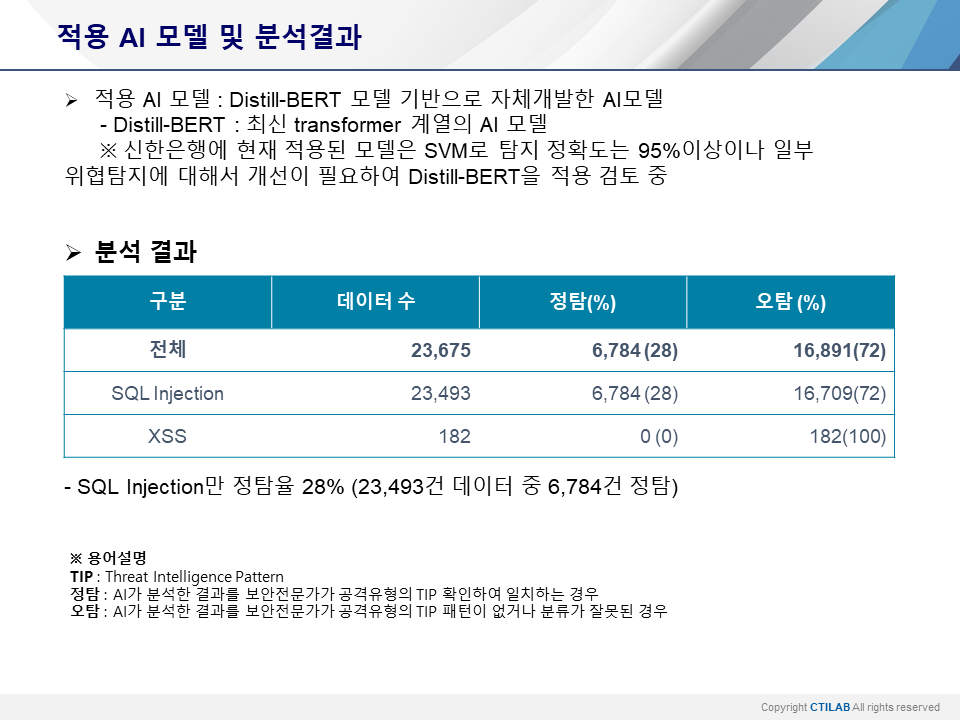 적용 AI 모델 및 분석결과
➢ 적용 AI 모델 : Distill-BERT 모델 기반으로 자체개발한 AI모델
- Distill-BERT : 최신 transformer 계열의 AI 모델
※ 신한은행에 현재 적용된 모델은 SVM로 탐지 정확도는 95%이상이나 일부
위협탐지에 대해서 개선이 필요하여 Distill-BERT을 적용 검토 중
➢ 분석 결과
구분 데이터 수 정탐(%) 오탐 (%)
전체 23,675 6,784 (28) 16,891(72)
SQL Injection 23,493 6,784 (28) 16,709(72)
XSS 182 0 (0) 182(100)
- SQL Injection만 정탐율 28% (23,493건 데이터 중 6,784건 정탐)
※ 용어설명
TIP : Threat Intelligence Pattern
정탐 : AI가 분석한 결과를 보안전문가가 공격유형의 TIP 확인하여 일치하는 경우
오탐 : AI가 분석한 결과를 보안전문가가 공격유형의 TIP 패턴이 없거나 분류가 잘못된 경우
Copyright CTILAB All rights reserved